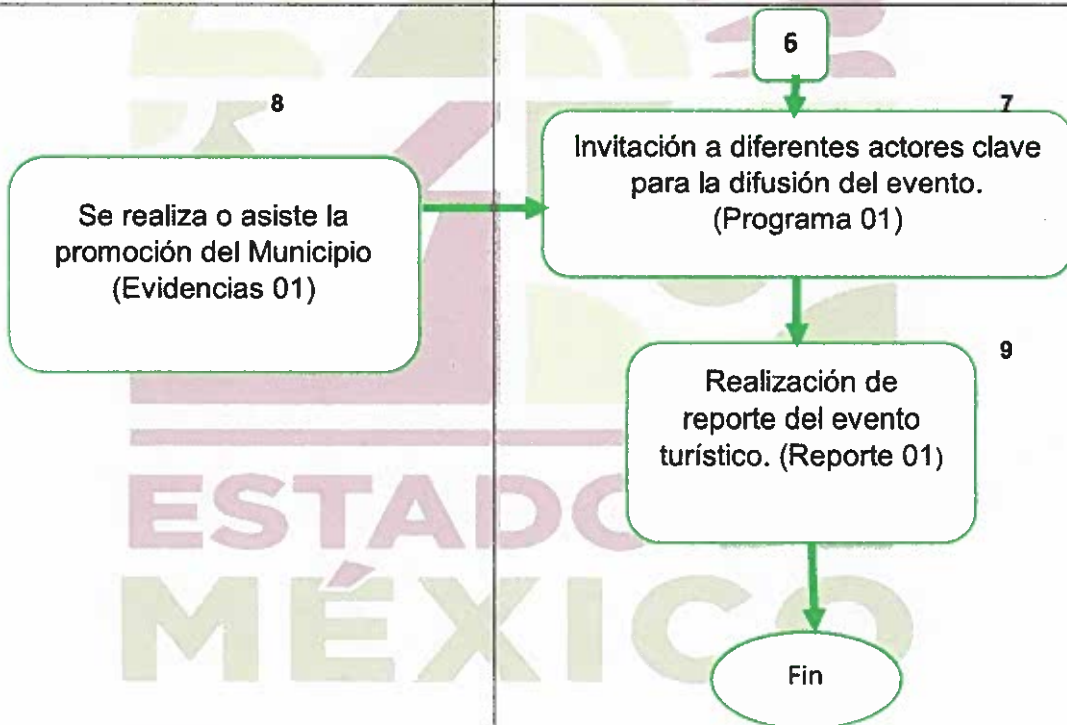 6
8
7
Invitación a diferentes actores clave
para la difusión del evento.
(Programa 01)
Se realiza o asiste la
promoción del Municipio
(Evidencias 01)
9
Realización de
reporte del evento
turístico. (Reporte 01)
ESTADO
MÉXICO
Fin